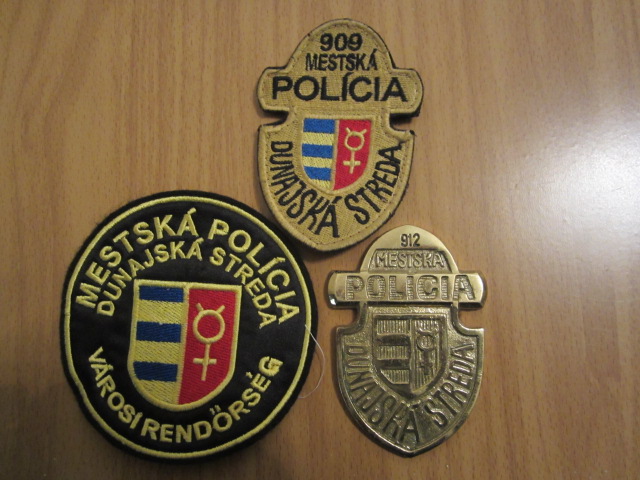 909
MESTSKÁ
POLÍCIA
DUNAJSKÁ STREDA
MESTSKÁ POLÍCIA
DUNAJSKÁ STREDA
VÁROSI RENDŐRSÉG
912
MESTSKÁ
POLÍCIA
DUNAJSKÁ STREDA